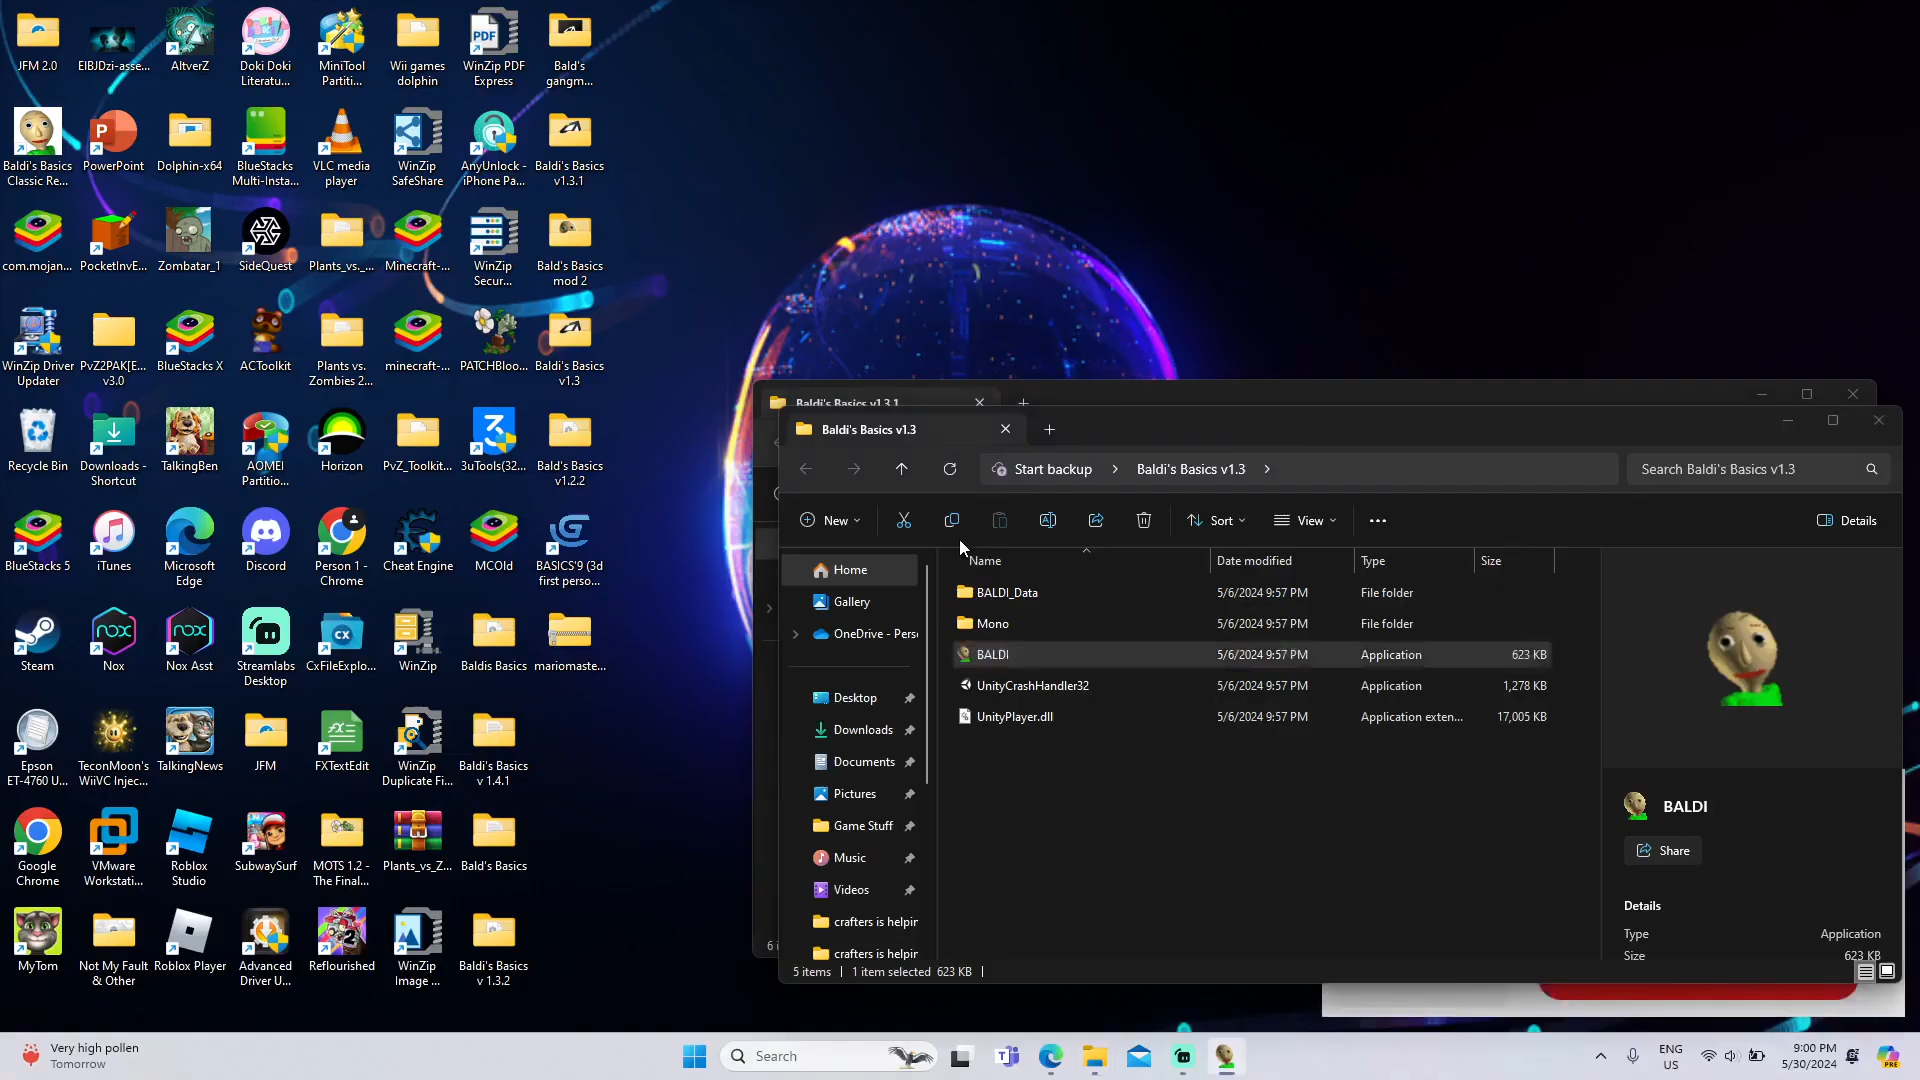 JFM 2.0
EIBJDzi-asse...
AltverZ
Doki Doki
Literatu...
MiniTool
Partiti...
Wii games
dolphin
WinZip PDF
Express
Bald's
gangm...
Baldi's Basics
Classic Re...
PowerPoint
Dolphin-x64
BlueStacks
Multi-Insta...
VLC media
player
WinZip
SafeShare
AnyUnlock -
iPhone Pa...
Baldi's Basics
v1.3.1
com.mojan...
PocketInvE...
Zombatar_1
SideQuest
Plants_vs._...
Minecraft-...
WinZip
Secur...
Bald's Basics
mod 2
WinZip Driver
Updater
PvZ2PAK[E...
v3.0
BlueStacks X
ACToolkit
Plants vs.
Zombies 2...
minecraft-...
PATCHBloo...
Baldi's Basics
v1.3
Recycle Bin
Downloads -
Shortcut
TalkingBen
AOMEI
Partitio...
Horizon
PvZ_Toolkit...
3uTools(32...
Bald's Basics
v1.2.2
BlueStacks 5
iTunes
Microsoft
Edge
Discord
Person 1 -
Chrome
Cheat Engine
MCOld
BASICS'9 (3d
first perso...
Steam
Nox
Nox Asst
Streamlabs
Desktop
CxFileExplo...
WinZip
Baldis Basics
mariomaste...
Epson
ET-4760 U...
TeconMoon's
WiiVC Injec...
TalkingNews
JFM
FXTextEdit
WinZip
Duplicate Fi...
Baldi's Basics
v 1.4.1
Google
Chrome
VMware
Workstati...
Roblox
Studio
SubwaySurf
MOTS 1.2 -
The Final...
Plants_vs_Z...
Bald's Basics
MyTom
Not My Fault
& Other
Roblox Player
Advanced
Driver U...
Reflourished
WinZip
Image ...
Baldi's Basics
v 1.3.2
Baldi's Basics v1.3.1
Baldi's Basics v1.3
Start backup
Baldi's Basics v1.3
Search Baldi's Basics v1.3
New
Sort
View
Details
Home
Gallery
OneDrive - Pers
Desktop
Downloads
Documents
Pictures
Game Stuff
Music
Videos
crafters is helpin
crafters is helpin
Name Date modified Type Size
BALDI_Data 5/6/2024 9:57 PM File folder
Mono 5/6/2024 9:57 PM File folder
BALDI 5/6/2024 9:57 PM Application 623 KB
UnityCrashHandler32 5/6/2024 9:57 PM Application 1,278 KB
UnityPlayer.dll 5/6/2024 9:57 PM Application exten... 17,005 KB
BALDI
Share
Details
Type Application
Size 623 KB
6 i
5 items 1 item selected 623 KB
Very high pollen
Tomorrow
Search
ENG
US
9:00 PM
5/30/2024
PRE